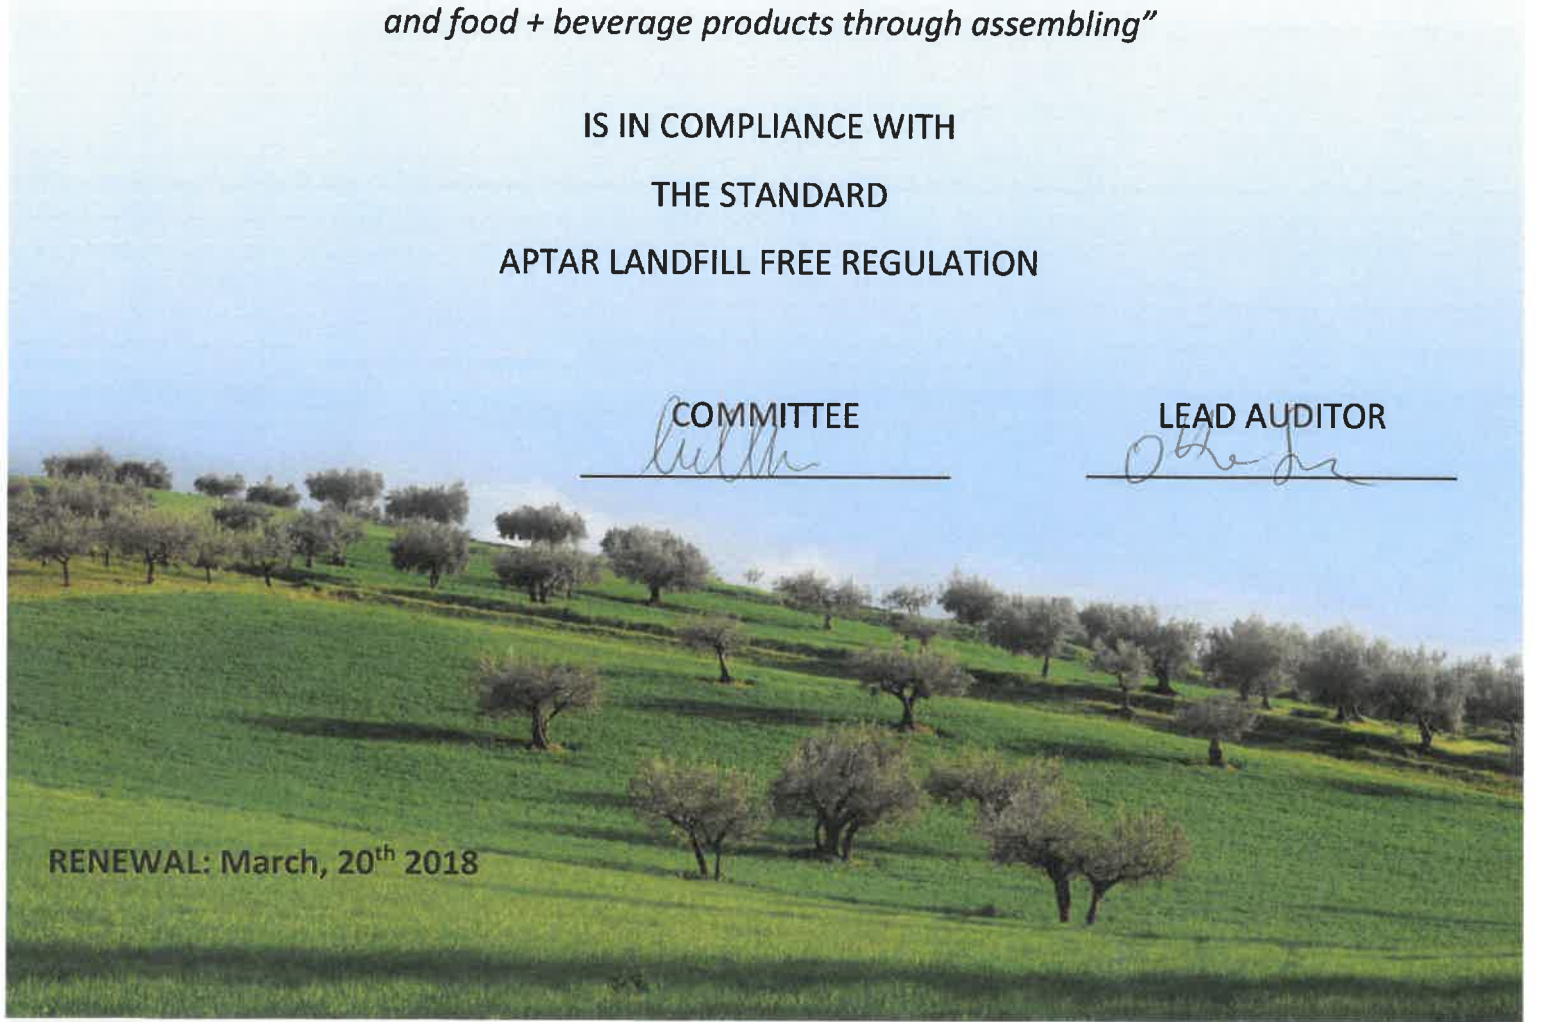 and food + beverage products through assembling”
IS IN COMPLIANCE WITH
THE STANDARD
APTAR LANDFILL FREE REGULATION
COMMITTEE
LEAD AUDITOR
RENEWAL: March, 20th 2018